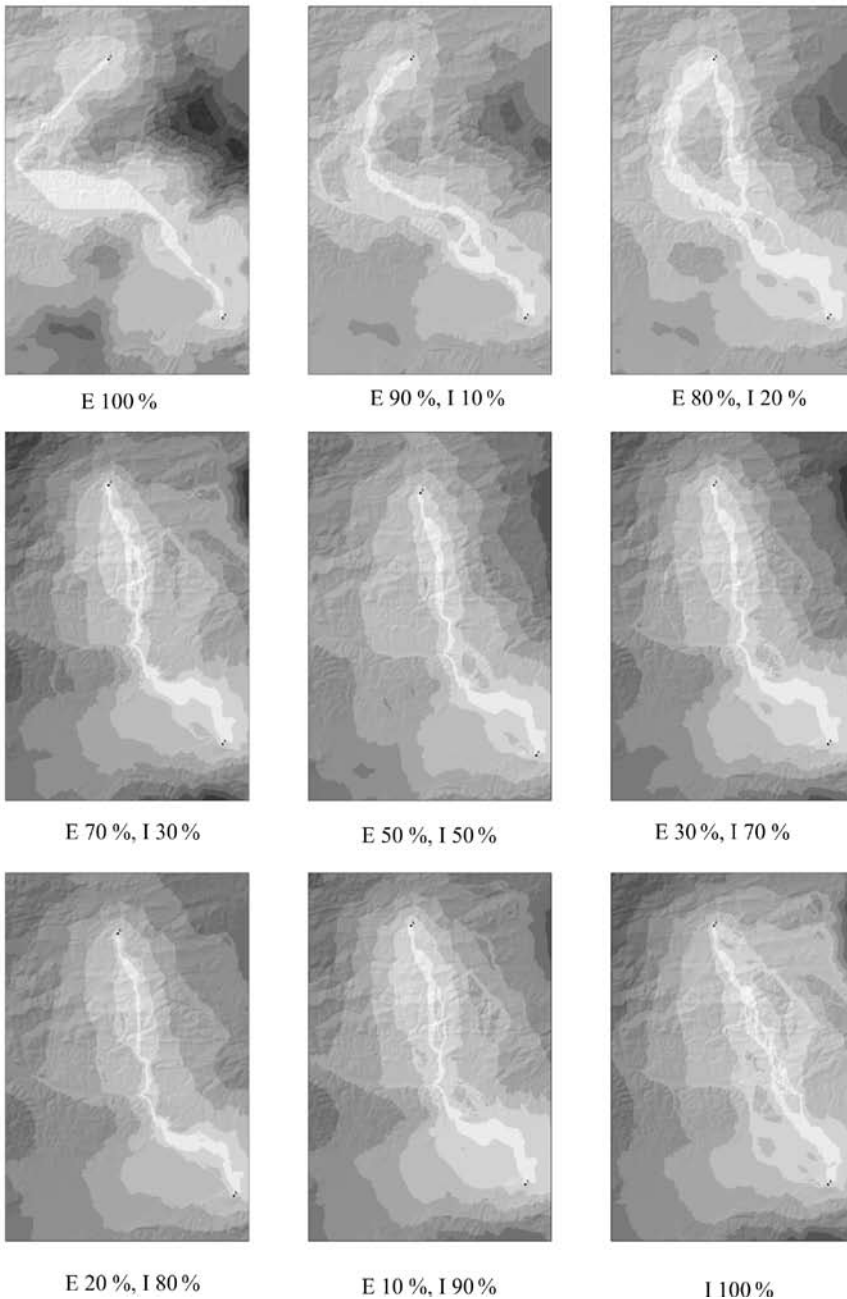 E 100 %
E 90 %, I 10 %
E 80 %, I 20 %
E 70 %, I 30 %
E 50 %, I 50 %
E 30 %, I 70 %
E 20 %, I 80 %
E 10 %, I 90 %
I 100 %